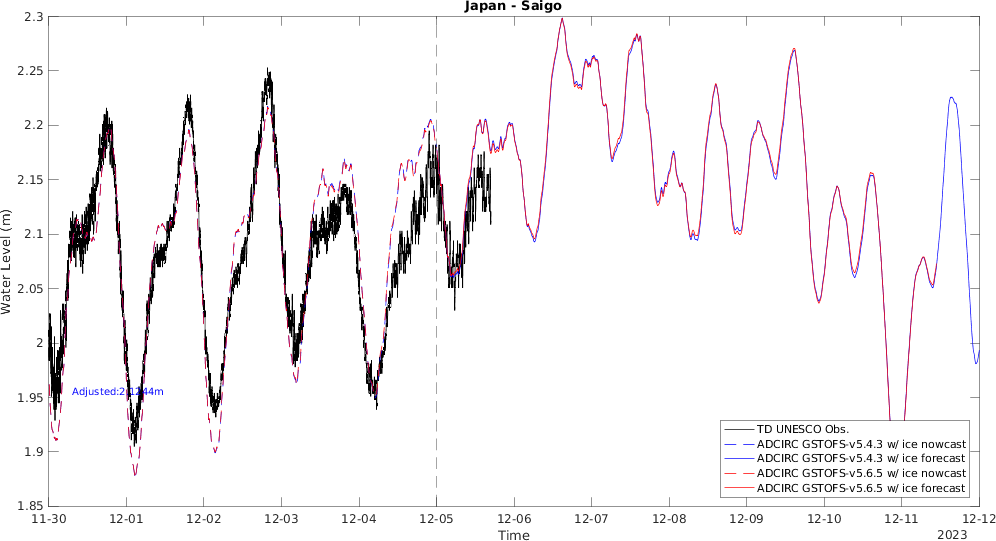 Japan - Saigo
Water Level (m)
2.3
2.25
2.2
2.15
2.1
2.05
2
1.95
1.9
1.85
Adjusted:2.1244m
TD UNESCO Obs.
ADCIRC GSTOFS-v5.4.3 w/ ice nowcast
ADCIRC GSTOFS-v5.4.3 w/ ice forecast
ADCIRC GSTOFS-v5.6.5 w/ ice nowcast
ADCIRC GSTOFS-v5.6.5 w/ ice forecast
11-30 12-01 12-02 12-03 12-04 12-05 12-06 12-07 12-08 12-09 12-10 12-11 12-12
Time
2023